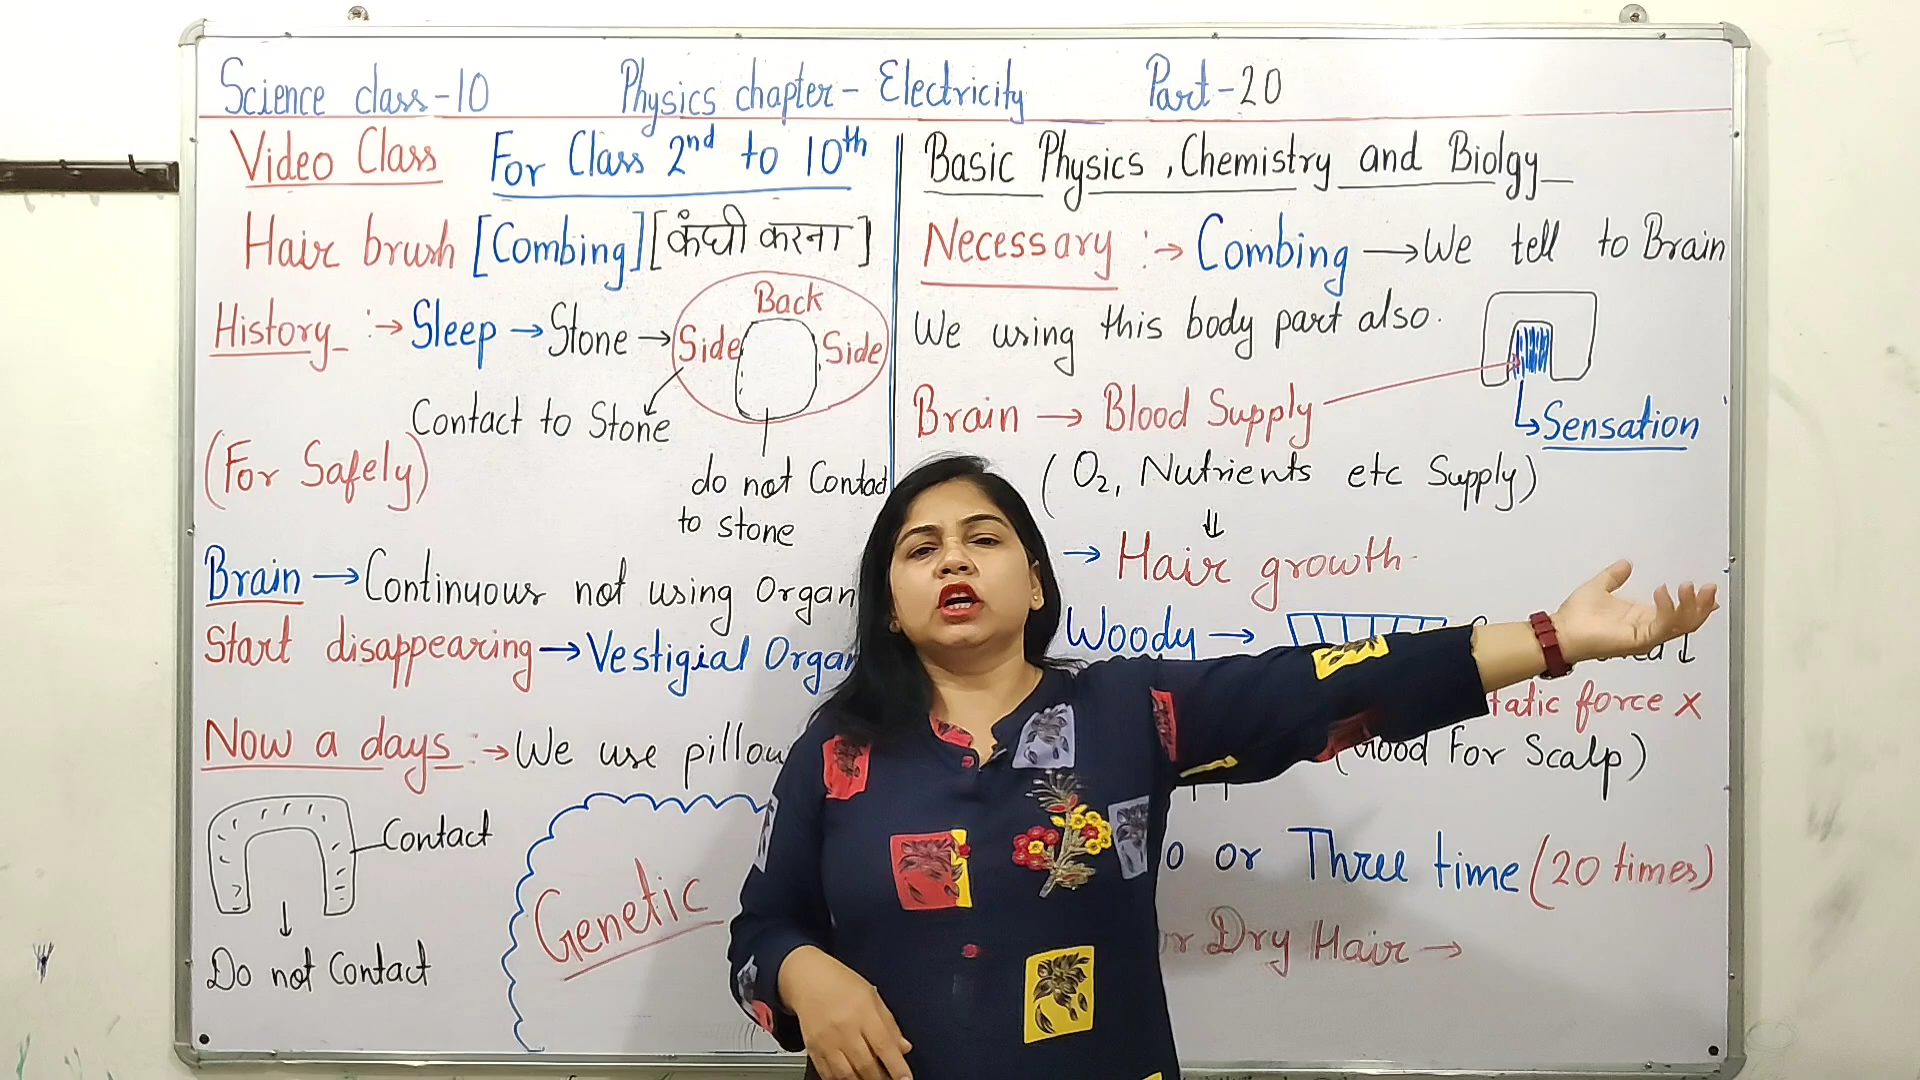 Science class-10 Physics chapter- Electricity Part-20
Video Class For Class 2nd to 10th
Hair brush [Combing] [कंघी करना]
History :→ Sleep → Stone →
Back
Side Side
Contact to Stone
(For Safely)
do not Contact
to stone
Brain → Continuous not using Organ
Start disappearing → Vestigial Organ
Now a days :→ We use pillow
Contact
Do not Contact
Genetic
Basic Physics , Chemistry and Biolgy
Necessary :→ Combing → We tell to Brain
We using this body part also.
Brain → Blood Supply
Sensation
( O2, Nutrients etc Supply)
⇓
→ Hair growth
Woody →
tatic force x
(Good For Scalp)
o or Three time (20 times)
r Dry Hair →